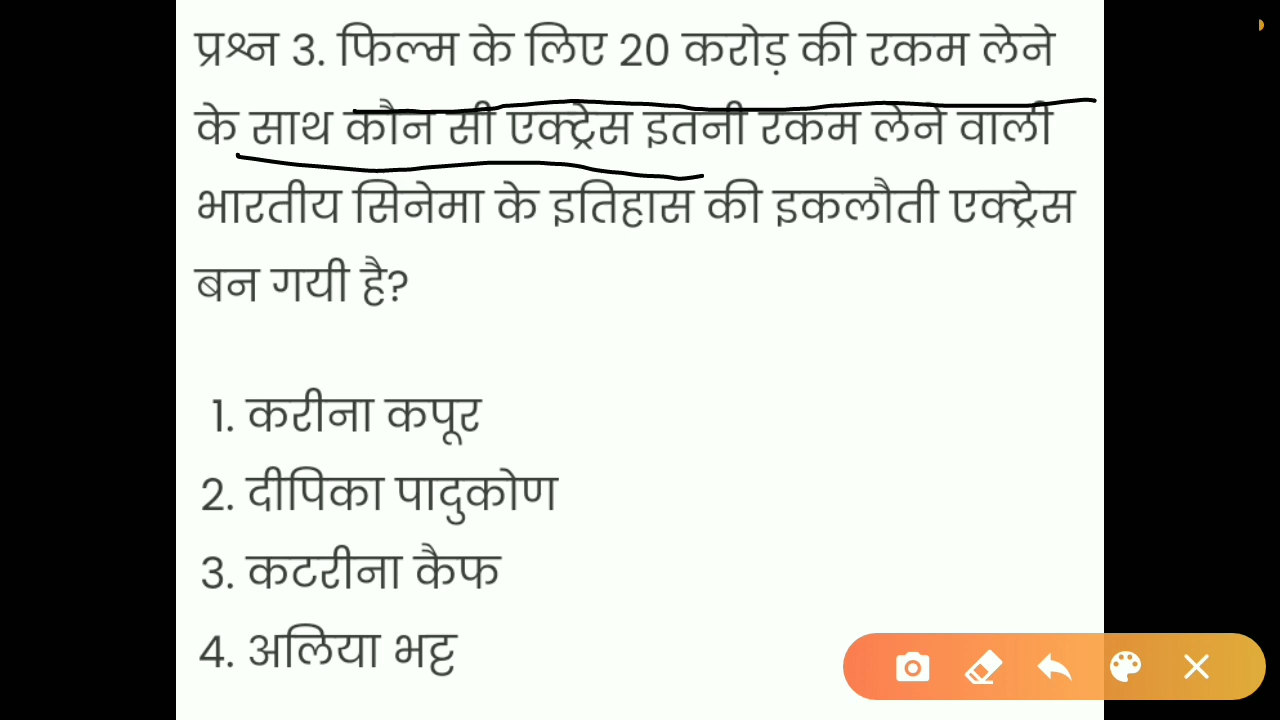 प्रश्न 3. फिल्म के लिए 20 करोड़ की रकम लेने
के साथ कौन सी एक्ट्रेस इतनी रकम लेने वाली
भारतीय सिनेमा के इतिहास की इकलौती एक्ट्रेस
बन गयी है?
1. करीना कपूर
2. दीपिका पादुकोण
3. कटरीना कैफ
4. अलिया भट्ट